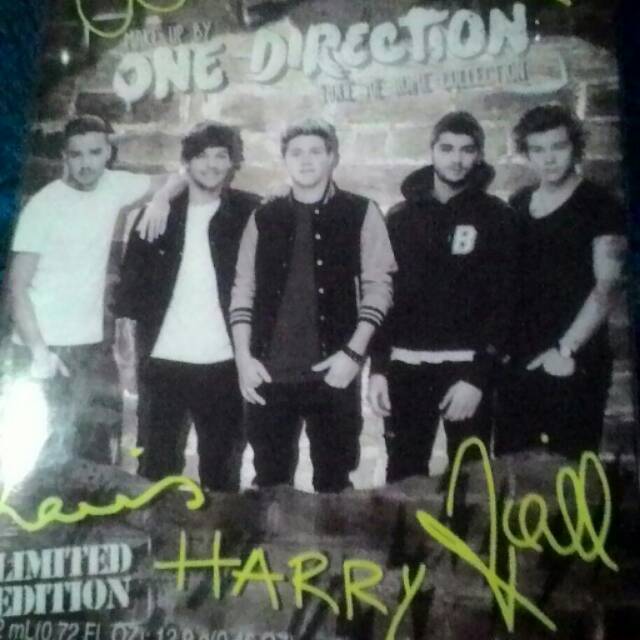 MAKE UP BY
ONE DIRECTION
TAKE ME HOME COLLECTION
B
Louis
HARRY
Niall
LIMITED
EDITION